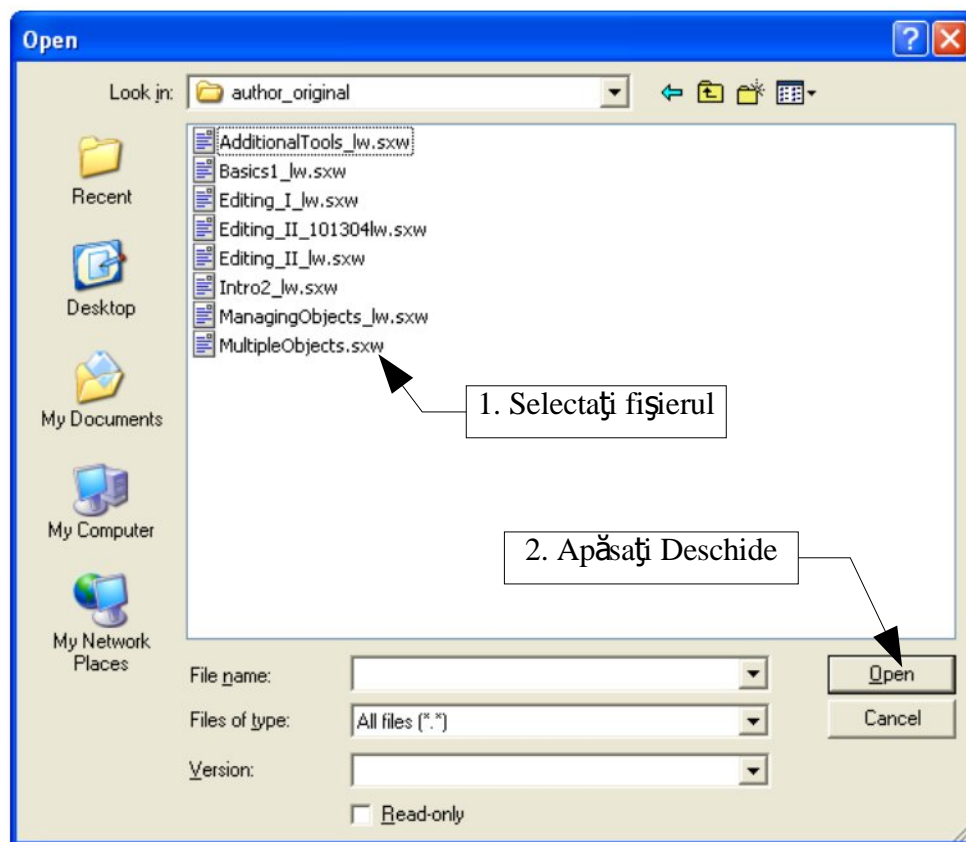 Open
Look in:
author_original
Recent
Desktop
My Documents
My Computer
My Network
Places
AdditionalTools_lw.sxw
Basics1_lw.sxw
Editing_I_lw.sxw
Editing_II_101304lw.sxw
Editing_II_lw.sxw
Intro2_lw.sxw
ManagingObjects_lw.sxw
MultipleObjects.sxw
1. Selectaţi fişierul
2. Apăsaţi Deschide
File name:
Open
Files of type:
All files (*.*)
Cancel
Version:
Read-only